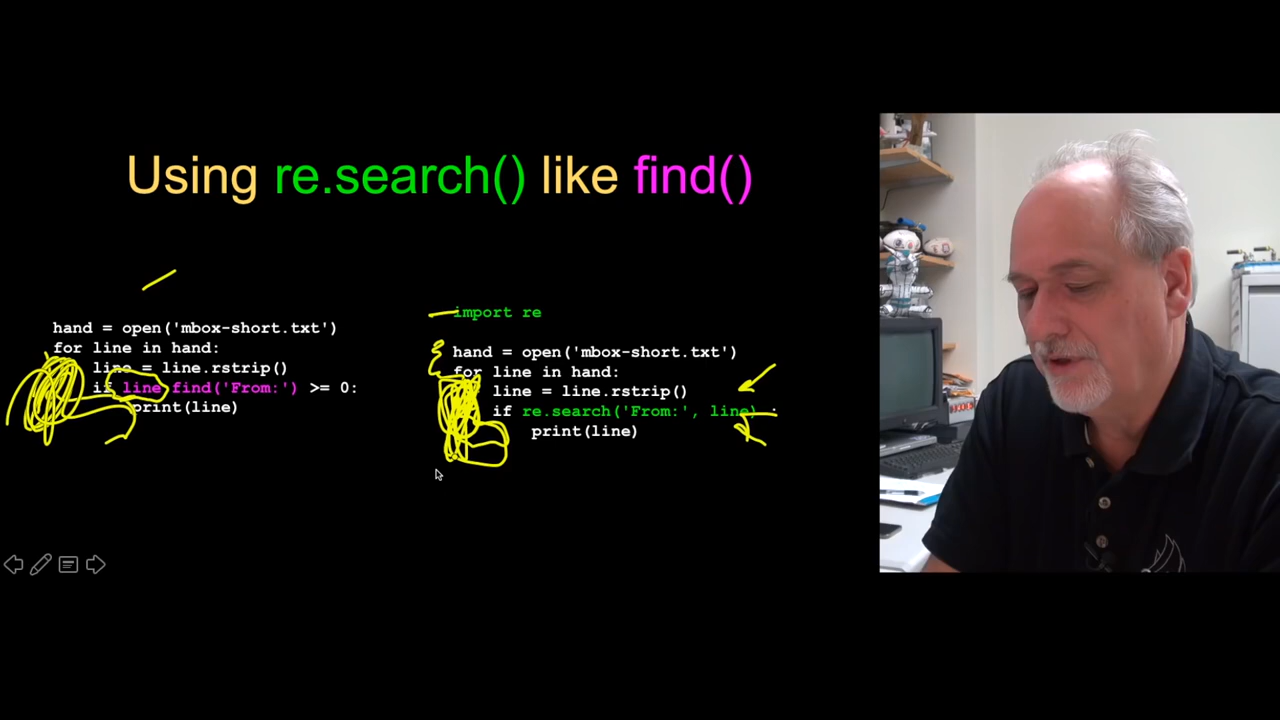 Using re.search() like find()
hand = open('mbox-short.txt')
for line in hand:
    line = line.rstrip()
    if line.find('From:') >= 0:
        print(line)
import re
hand = open('mbox-short.txt')
for line in hand:
    line = line.rstrip()
    if re.search('From:', line) :
        print(line)